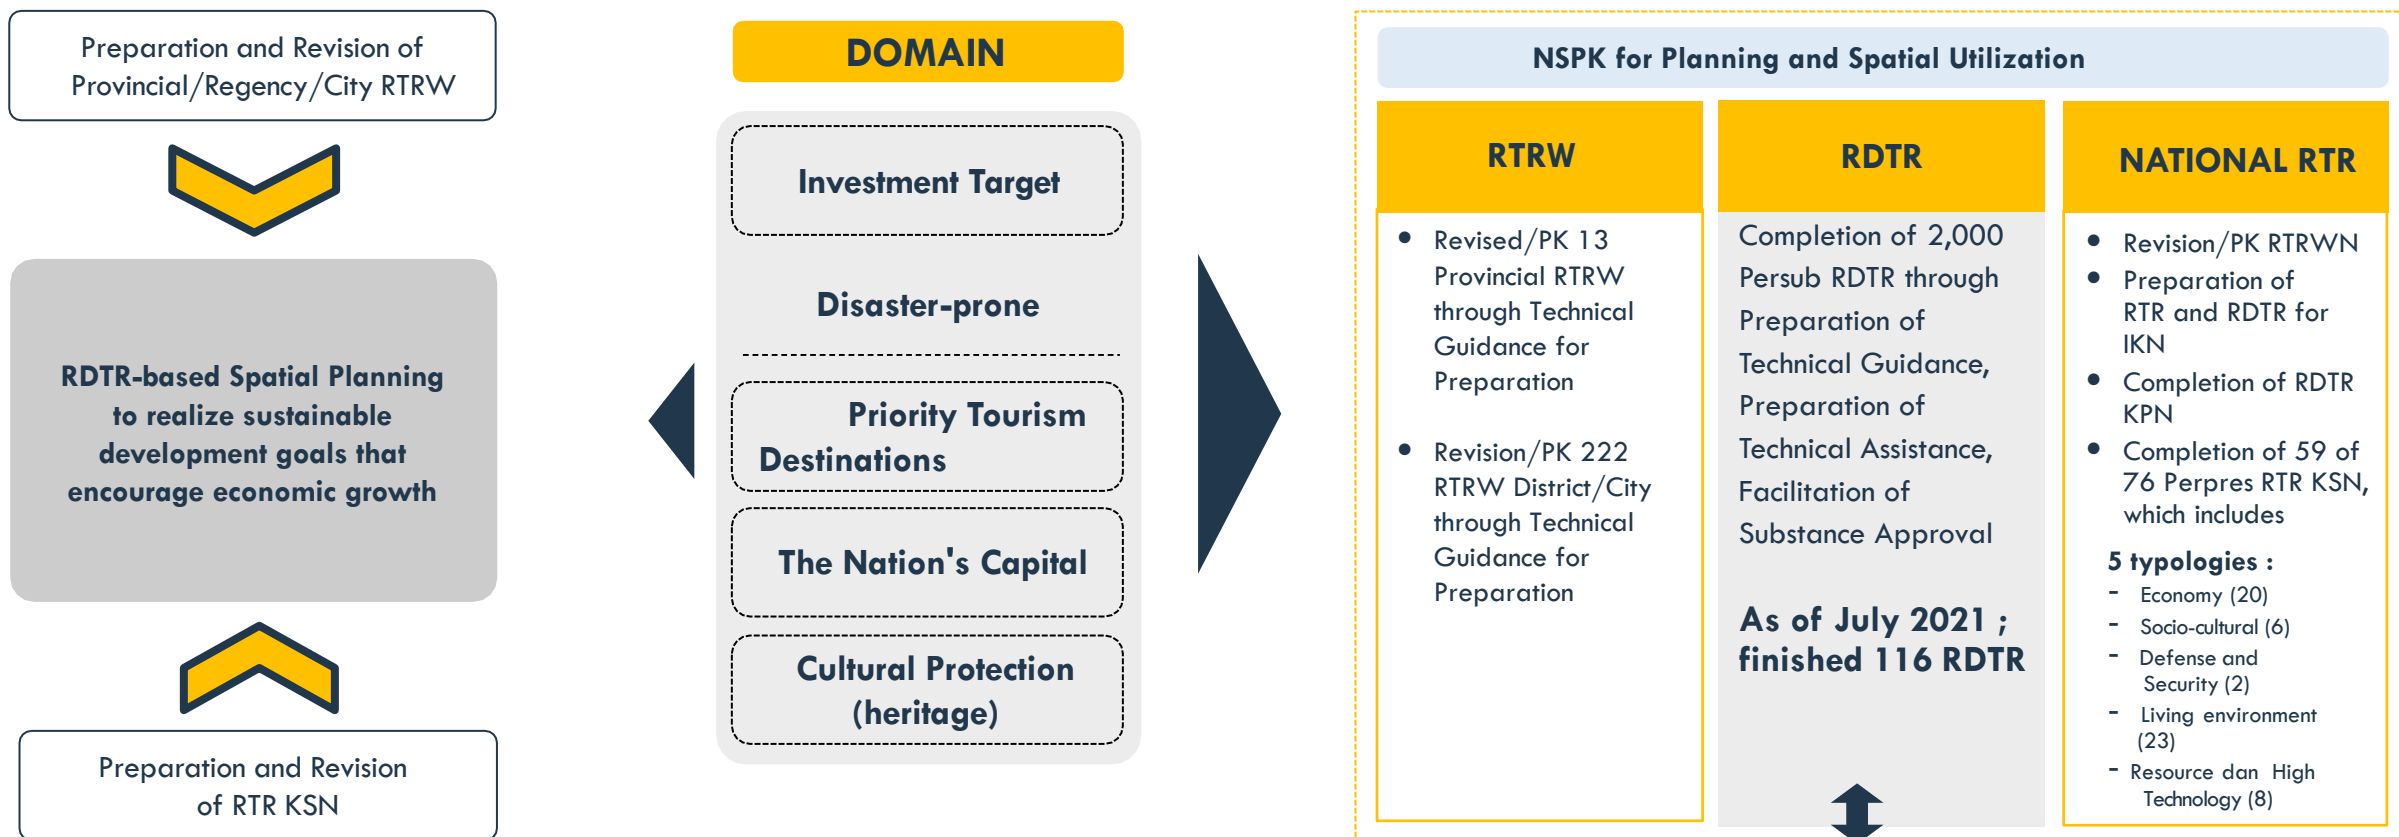 Preparation and Revision of
Provincial/Regency/City RTRW
RDTR-based Spatial Planning
to realize sustainable
development goals that
encourage economic growth
Preparation and Revision
of RTR KSN
DOMAIN
Investment Target
Disaster-prone
Priority Tourism
Destinations
The Nation's Capital
Cultural Protection
(heritage)
NSPK for Planning and Spatial Utilization
RTRW
• Revised/PK 13
Provincial RTRW
through Technical
Guidance for
Preparation
• Revision/PK 222
RTRW District/City
through Technical
Guidance for
Preparation
RDTR
Completion of 2,000
Persub RDTR through
Preparation of
Technical Guidance,
Preparation of
Technical Assistance,
Facilitation of
Substance Approval
As of July 2021 ;
finished 116 RDTR
NATIONAL RTR
• Revision/PK RTRWN
• Preparation of
RTR and RDTR for
IKN
• Completion of RDTR
KPN
• Completion of 59 of
76 Perpres RTR KSN,
which includes
5 typologies :
- Economy (20)
- Socio-cultural (6)
- Defense and
Security (2)
- Living environment
(23)
- Resource dan High
Technology (8)